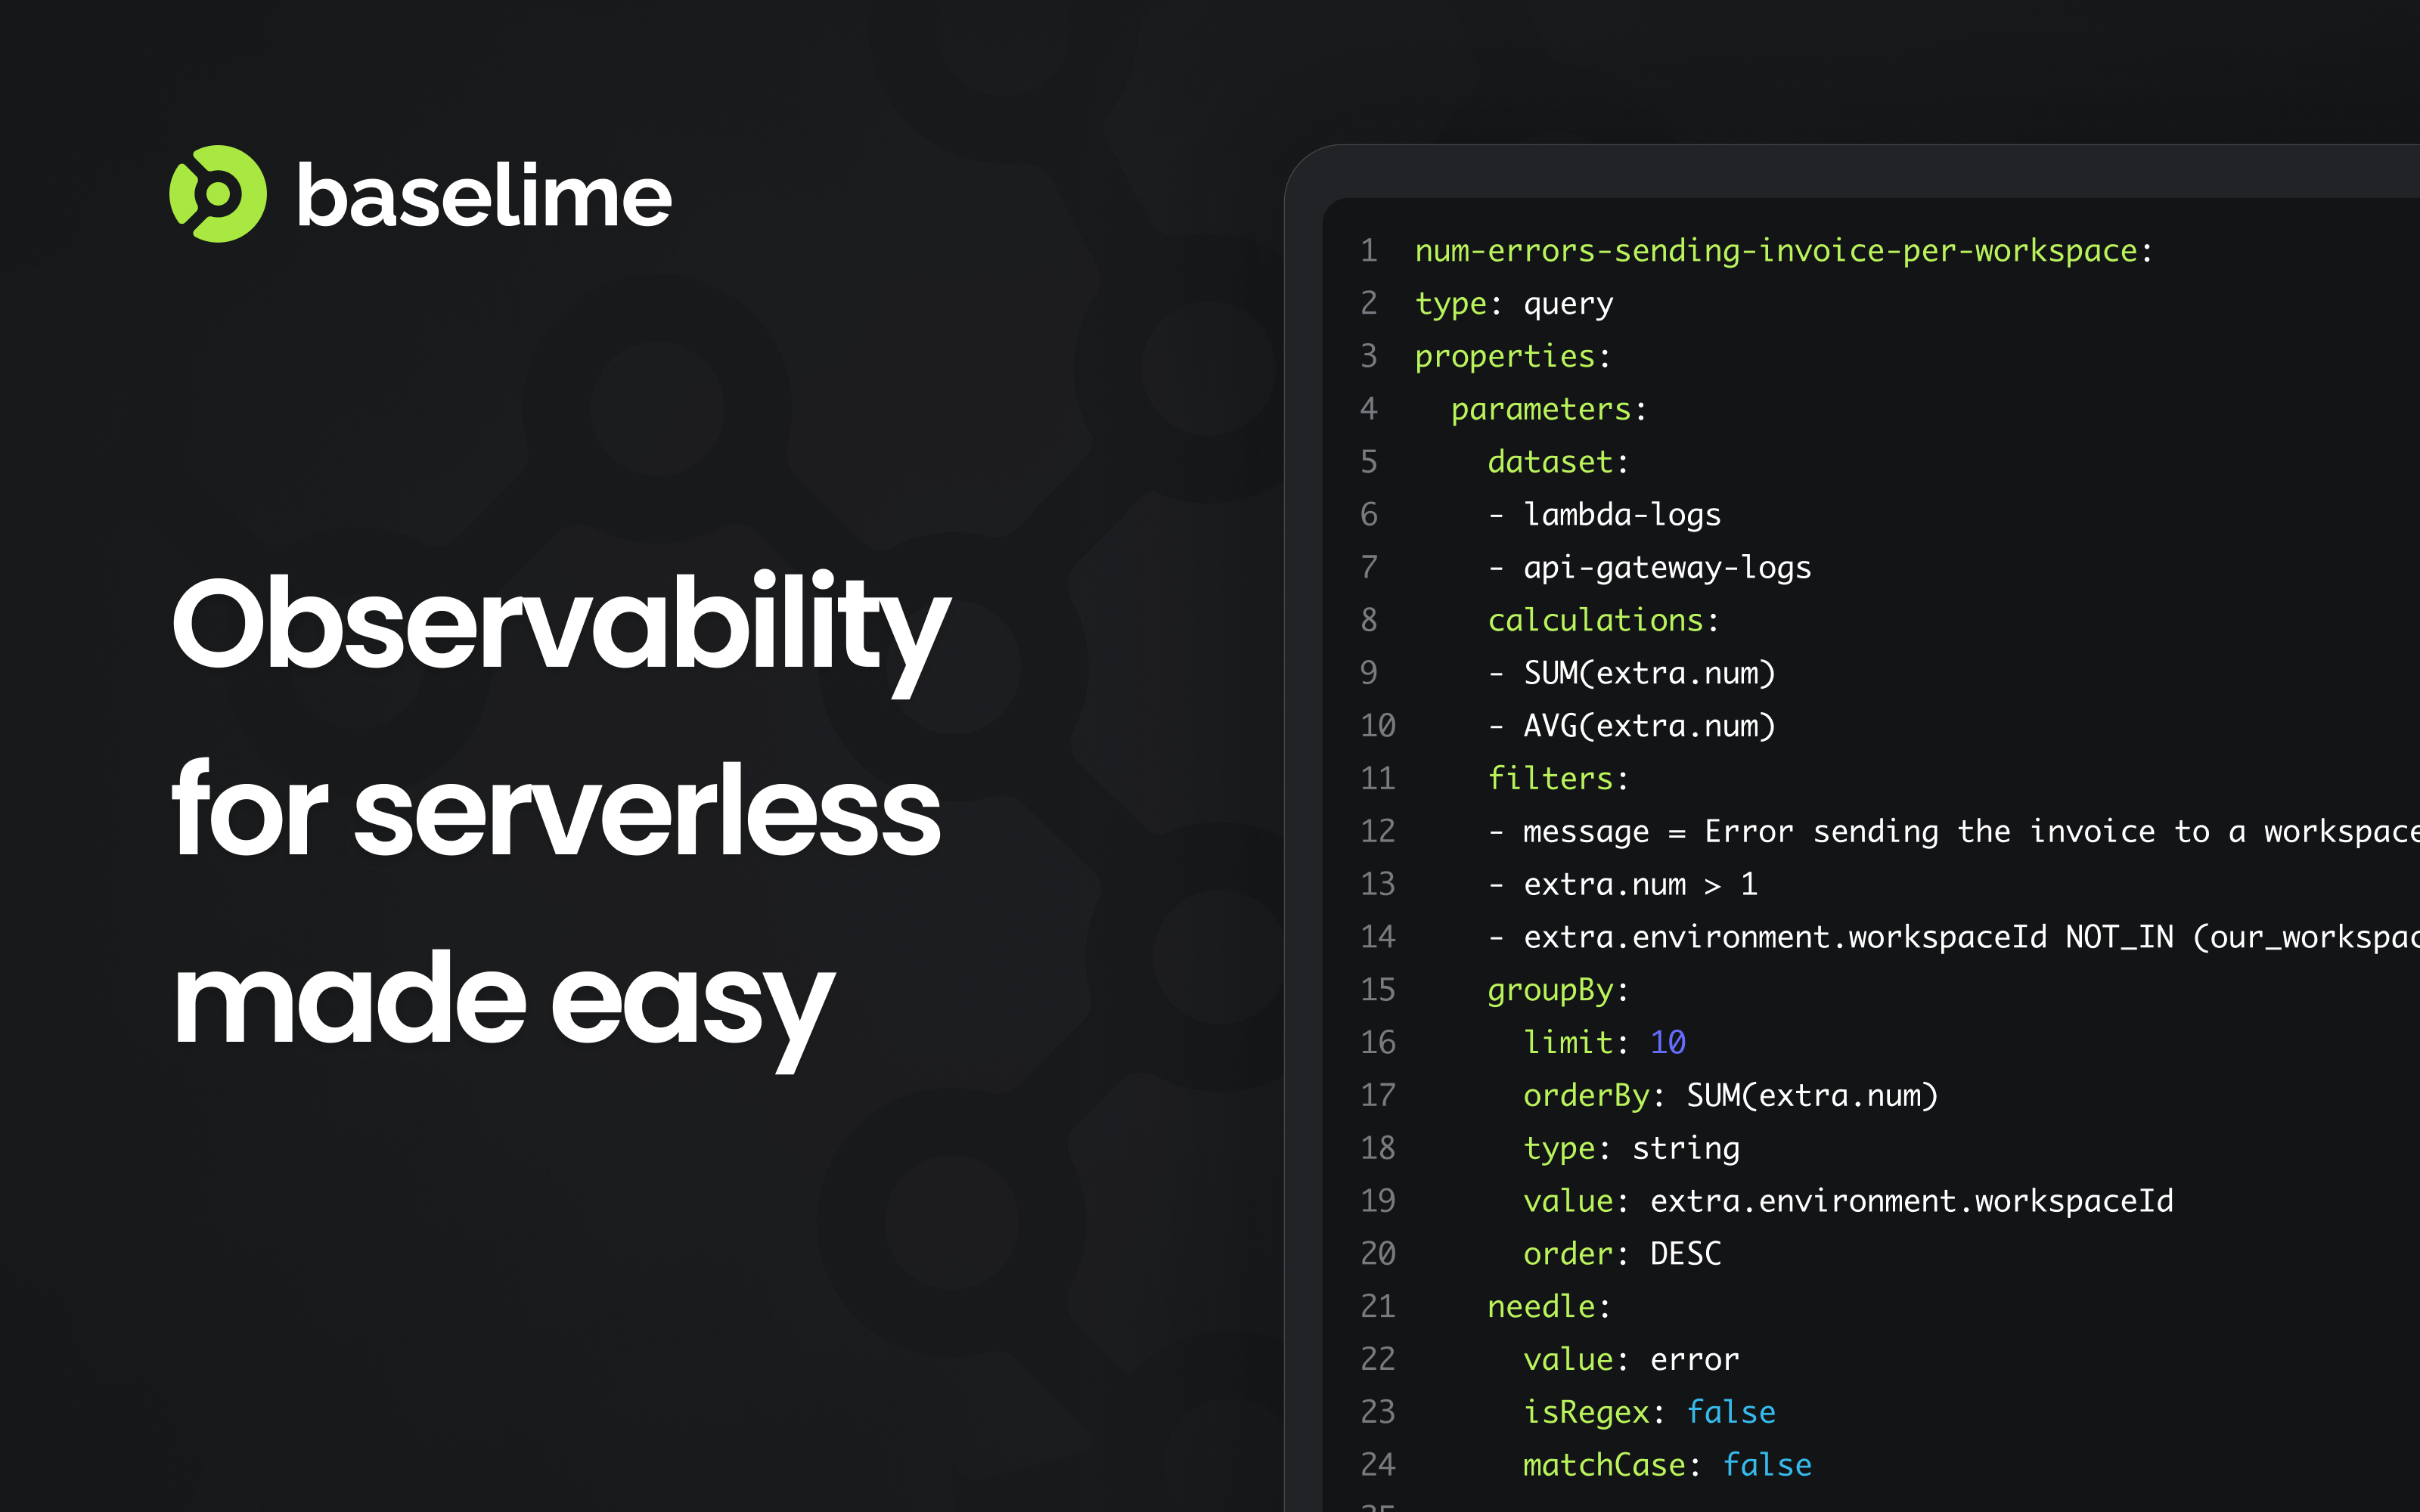 baselime
Observability
for serverless
made easy
1 num-errors-sending-invoice-per-workspace:
2 type: query
3 properties:
4 parameters:
5 dataset:
6 - lambda-logs
7 - api-gateway-logs
8 calculations:
9 - SUM(extra.num)
10 - AVG(extra.num)
11 filters:
12 - message = Error sending the invoice to a workspace
13 - extra.num > 1
14 - extra.environment.workspaceId NOT_IN (our_workspac
15 groupBy:
16 limit: 10
17 orderBy: SUM(extra.num)
18 type: string
19 value: extra.environment.workspaceId
20 order: DESC
21 needle:
22 value: error
23 isRegex: false
24 matchCase: false